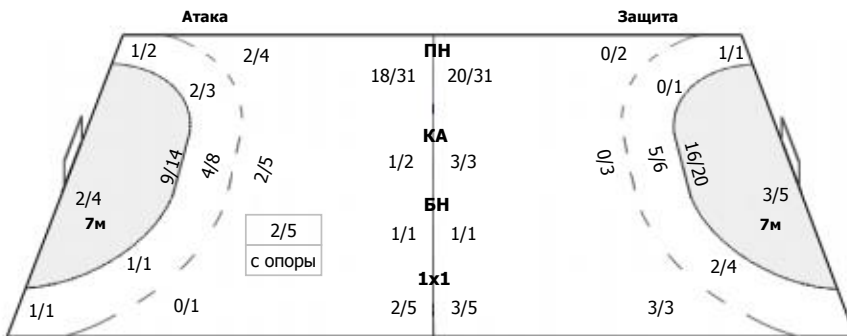 Атака Защита
1/2 2/4 ПН 0/2 1/1
18/31 20/31
2/3 0/1
КА
9/14 4/8 2/5 1/2 3/3 0/3 5/6 16/20
2/4 3/5
7м БН 7м
2/5 1/1 1/1
с опоры
1/1 2/4
1x1
1/1 0/1 2/5 3/5 3/3